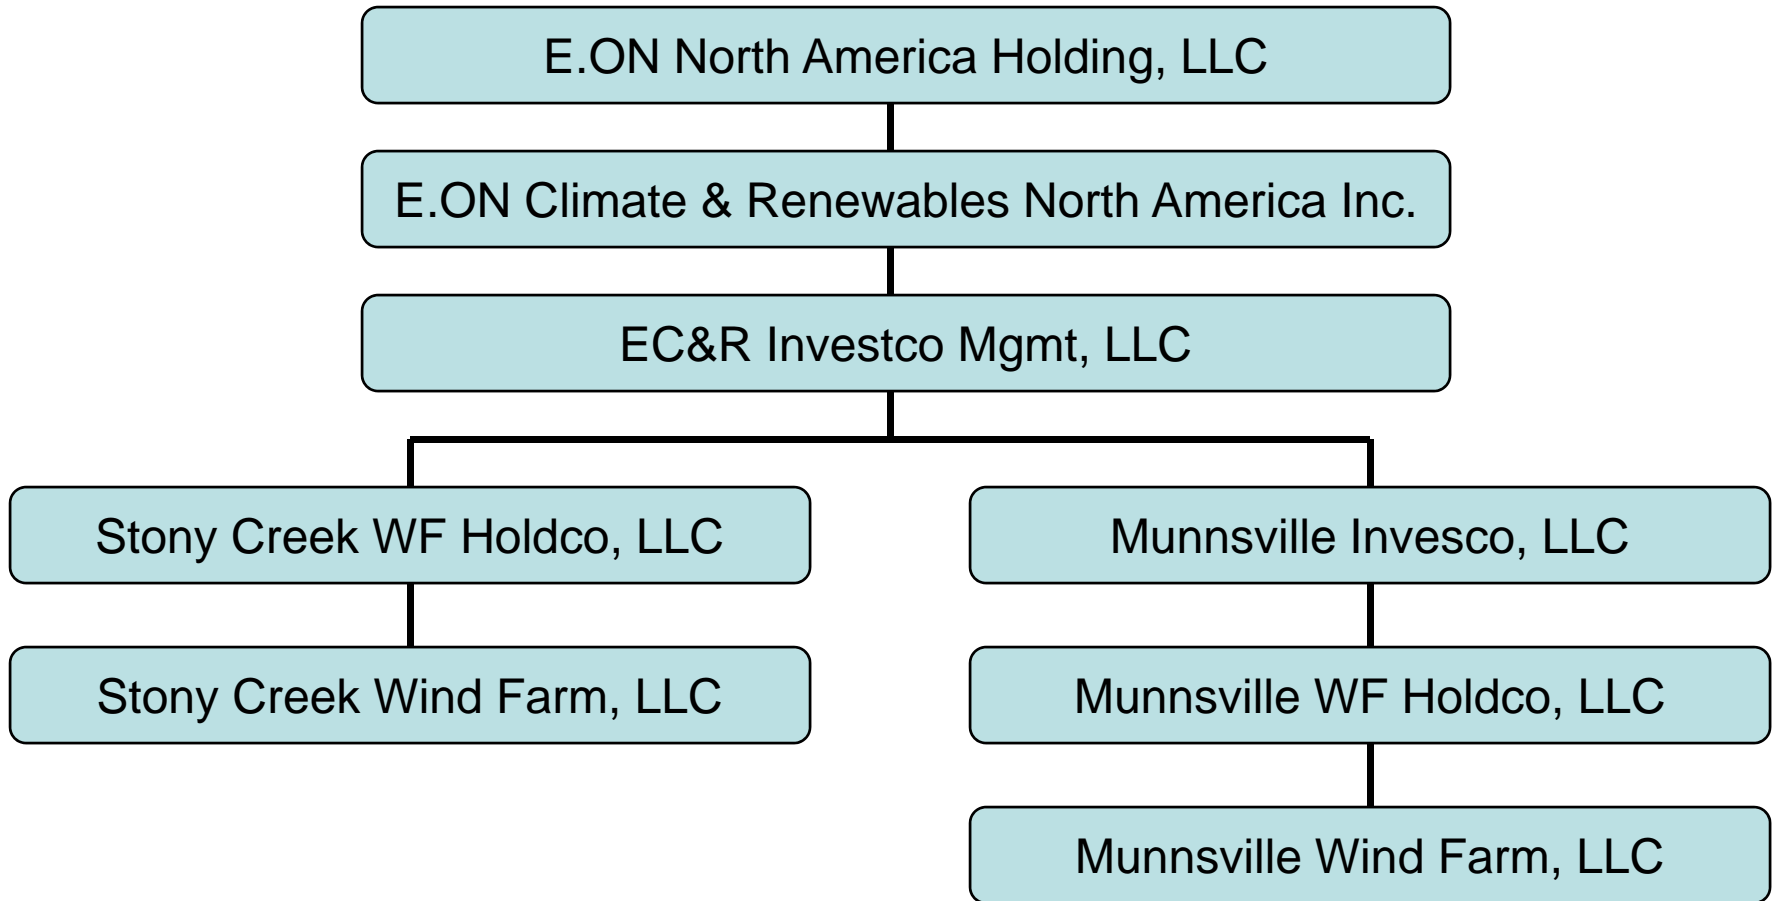 E.ON North America Holding, LLC
E.ON Climate & Renewables North America Inc.
EC&R Investco Mgmt, LLC
Stony Creek WF Holdco, LLC
Munnsville Invesco, LLC
Stony Creek Wind Farm, LLC
Munnsville WF Holdco, LLC
Munnsville Wind Farm, LLC